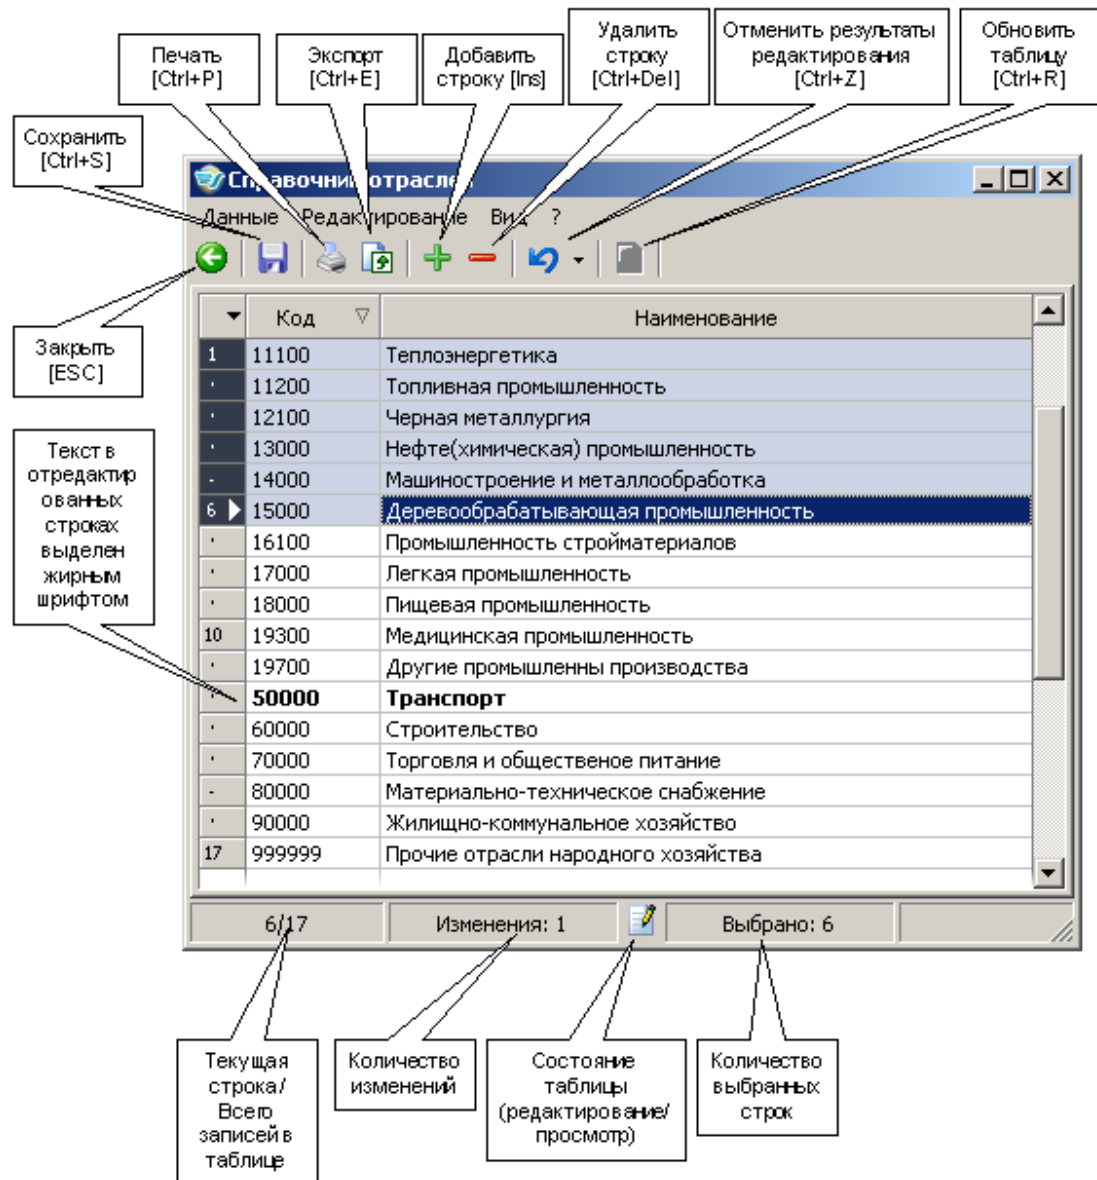 Печать
[Ctrl+P]
Экспорт
[Ctrl+E]
Добавить
строку [Ins]
Удалить
строку
[Ctrl+Del]
Отменить результаты
редактирования
[Ctrl+Z]
Обновить
таблицу
[Ctrl+R]
Сохранить
[Ctrl+S]
Справочник отраслей
Данные Редактирование Вид ?
Закрыть
[ESC]
Код Наименование
1 11100 Теплоэнергетика
11200 Топливная промышленность
12100 Черная металлургия
13000 Нефте(химическая) промышленность
14000 Машиностроение и металлообработка
6 15000 Деревообрабатывающая промышленность
16100 Промышленность стройматериалов
17000 Легкая промышленность
18000 Пищевая промышленность
10 19300 Медицинская промышленность
19700 Другие промышленны производства
50000 Транспорт
60000 Строительство
70000 Торговля и общественое питание
80000 Материально-техническое снабжение
90000 Жилищно-коммунальное хозяйство
17 999999 Прочие отрасли народного хозяйства
Текст в
отредактир
ованных
строках
выделен
жирным
шрифтом
6/17 Изменения: 1 Выбрано: 6
Текущая
строка/
Всего
записей в
таблице
Количество
изменений
Состояние
таблицы
(редактирование/
просмотр)
Количество
выбранных
строк